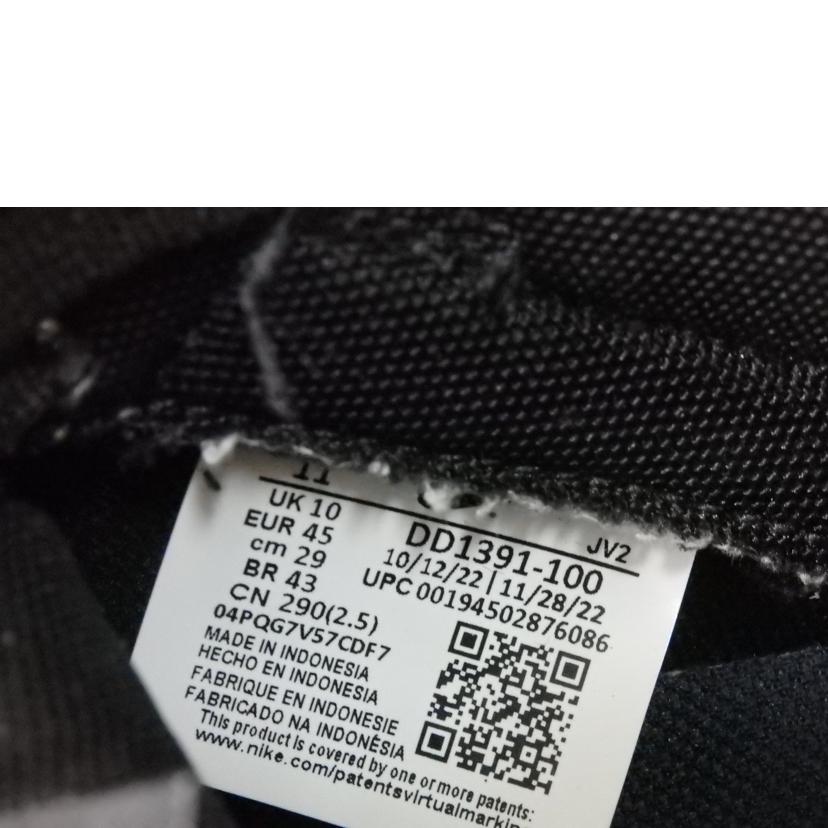 11
UK 10
EUR 45
cm 29
BR 43
CN 290(2.5)
04PQG7V57CDF7
JV2
DD1391-100
10/12/22 | 11/28/22
UPC 00194502876086
MADE IN INDONESIA
HECHO EN INDONESIA
FABRIQUE EN INDONESIE
FABRICADO NA INDONÉSIA
This product is covered by one or more patents:
www.nike.com/patentsvirtualmarkin